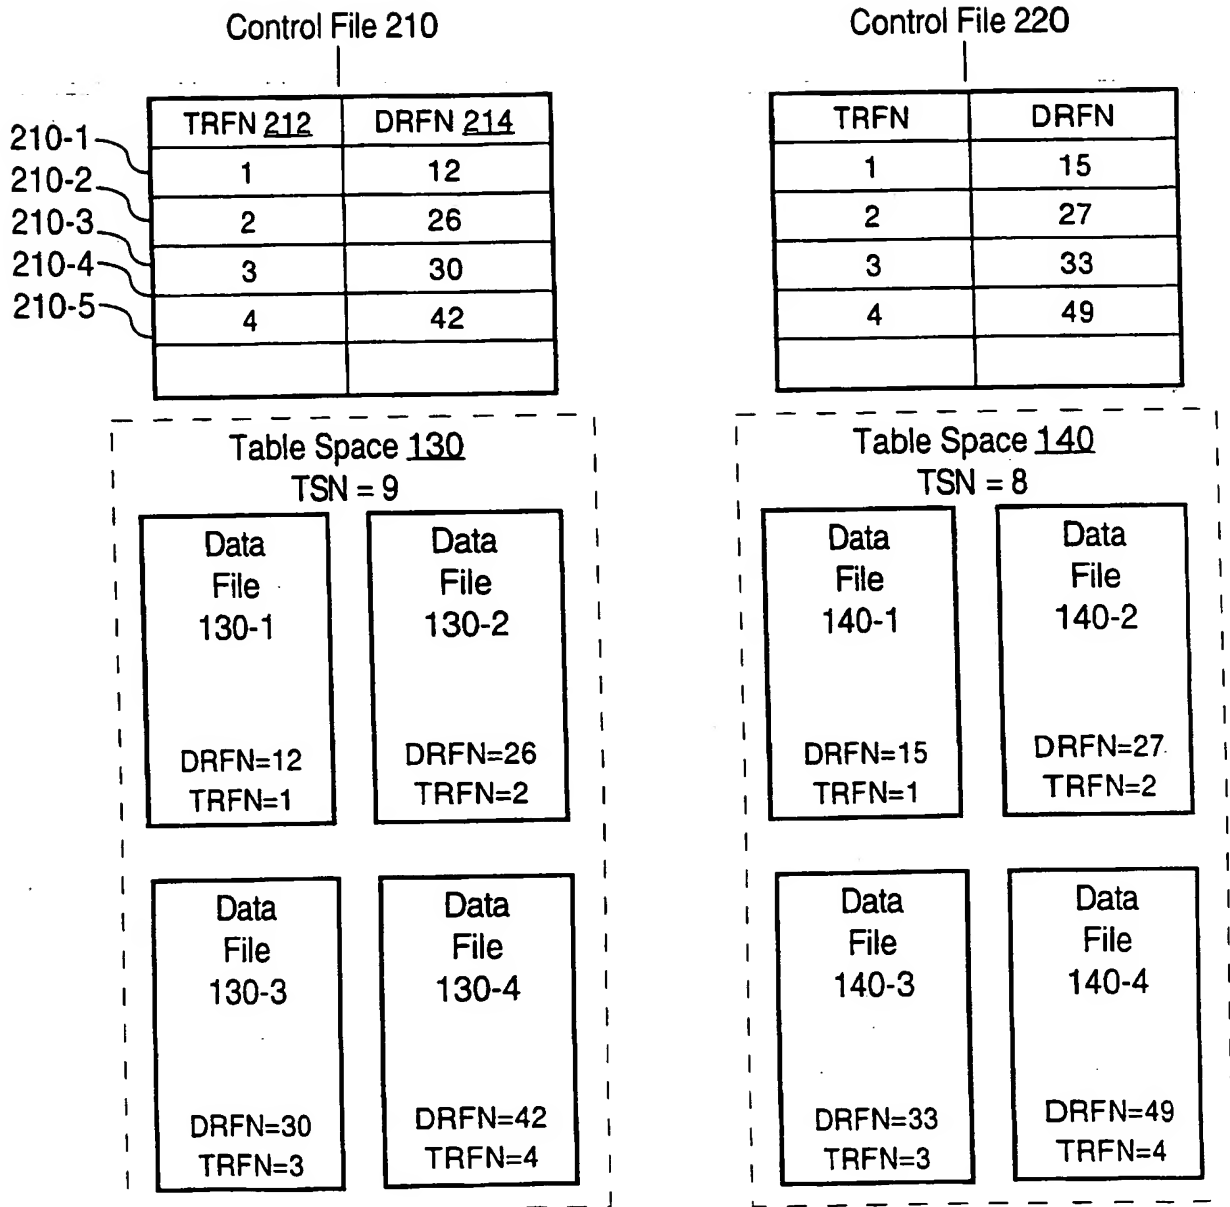 Control File 210
Control File 220
TRFN 212 DRFN 214
1 12
2 26
3 30
4 42
210-1
210-2
210-3
210-4
210-5
TRFN DRFN
1 15
2 27
3 33
4 49
Table Space 130
TSN = 9
Data
File
130-1
DRFN=12
TRFN=1
Data
File
130-2
DRFN=26
TRFN=2
Data
File
130-3
DRFN=30
TRFN=3
Data
File
130-4
DRFN=42
TRFN=4
Table Space 140
TSN = 8
Data
File
140-1
DRFN=15
TRFN=1
Data
File
140-2
DRFN=27
TRFN=2
Data
File
140-3
DRFN=33
TRFN=3
Data
File
140-4
DRFN=49
TRFN=4